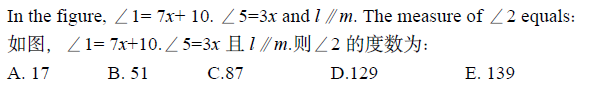 In the figure, ∠1= 7x+ 10. ∠5=3x and l ∥m. The measure of ∠2 equals:
如图，∠1= 7x+10.∠5=3x 且 l ∥m.则∠2 的度数为:
A. 17 B. 51 C.87 D.129 E. 139